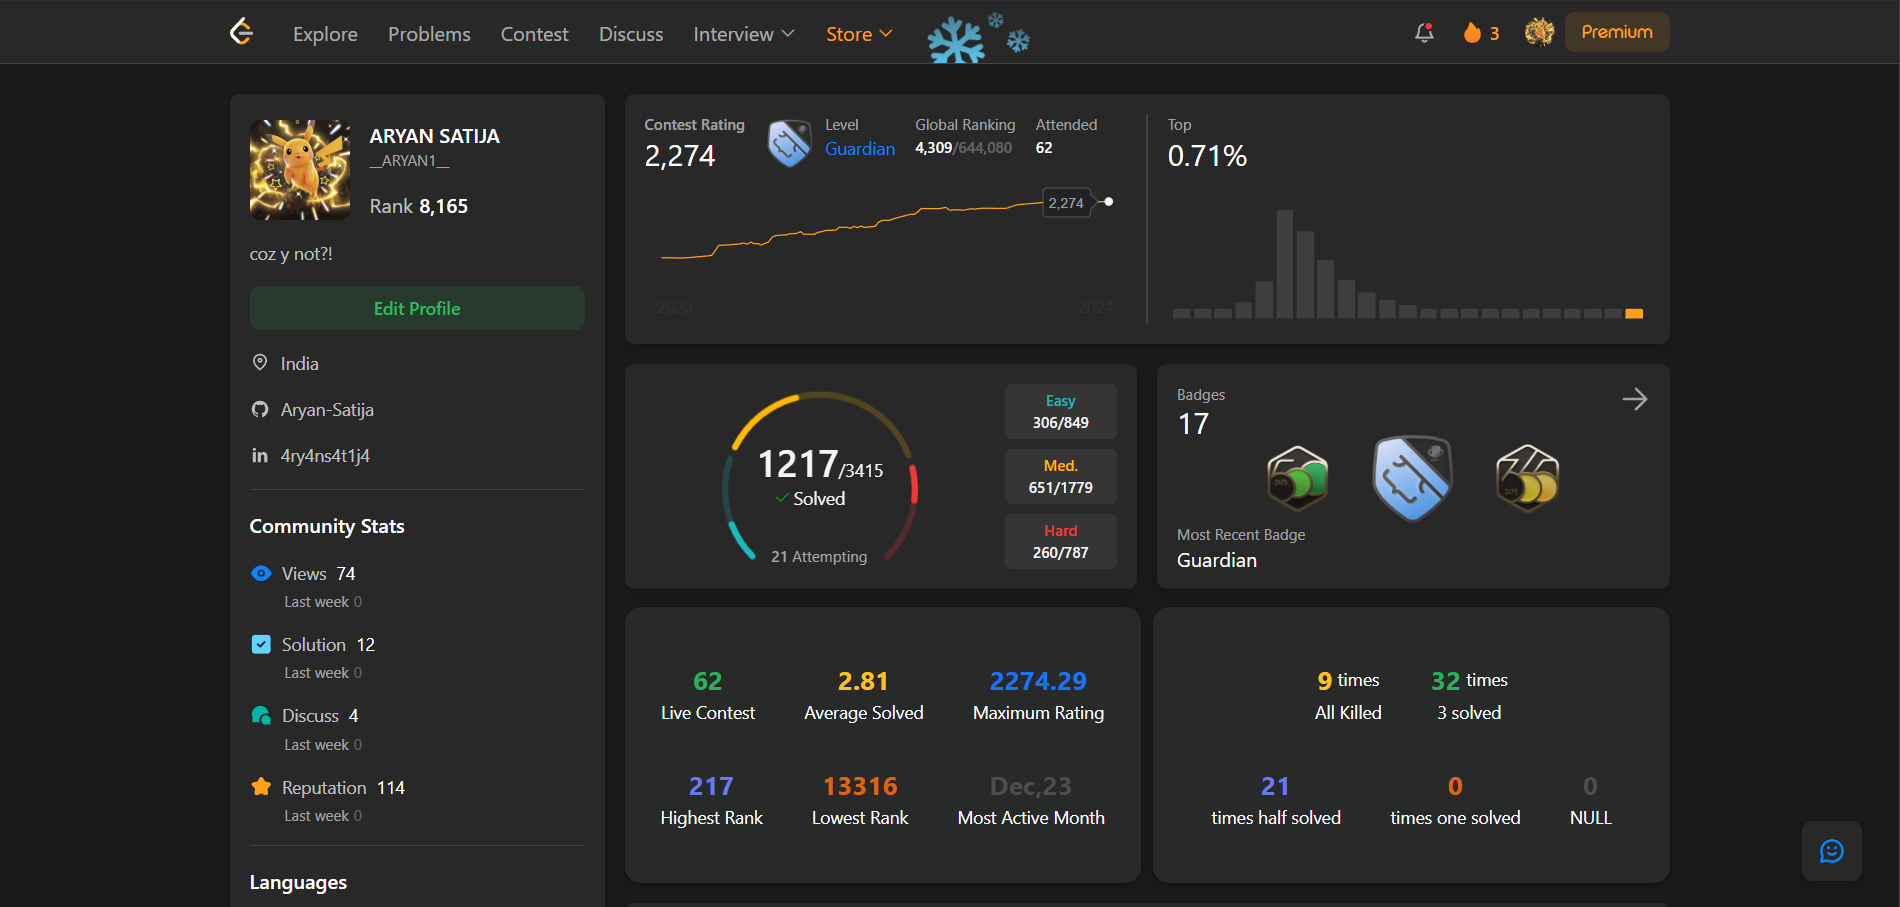 Explore Problems Contest Discuss Interview Store 3 Premium
ARYAN SATIJA
__ARYAN1__
Rank 8,165
coz y not?!
Edit Profile
India
Aryan-Satija
in 4ry4ns4t1j4
Community Stats
Views 74
Last week 0
Solution 12
Last week 0
Discuss 4
Last week 0
Reputation 114
Last week 0
Languages
Contest Rating
2,274
Level
Guardian
Global Ranking
4,309/644,080
Attended
62
2,274
2023 2024
Top
0.71%
1217/3415
Solved
21 Attempting
Easy
306/849
Med.
651/1779
Hard
260/787
Badges
17
DAYS
DAYS
Most Recent Badge
Guardian
62
Live Contest
2.81
Average Solved
2274.29
Maximum Rating
217
Highest Rank
13316
Lowest Rank
Dec,23
Most Active Month
9 times
All Killed
32 times
3 solved
21
times half solved
0
times one solved
0
NULL